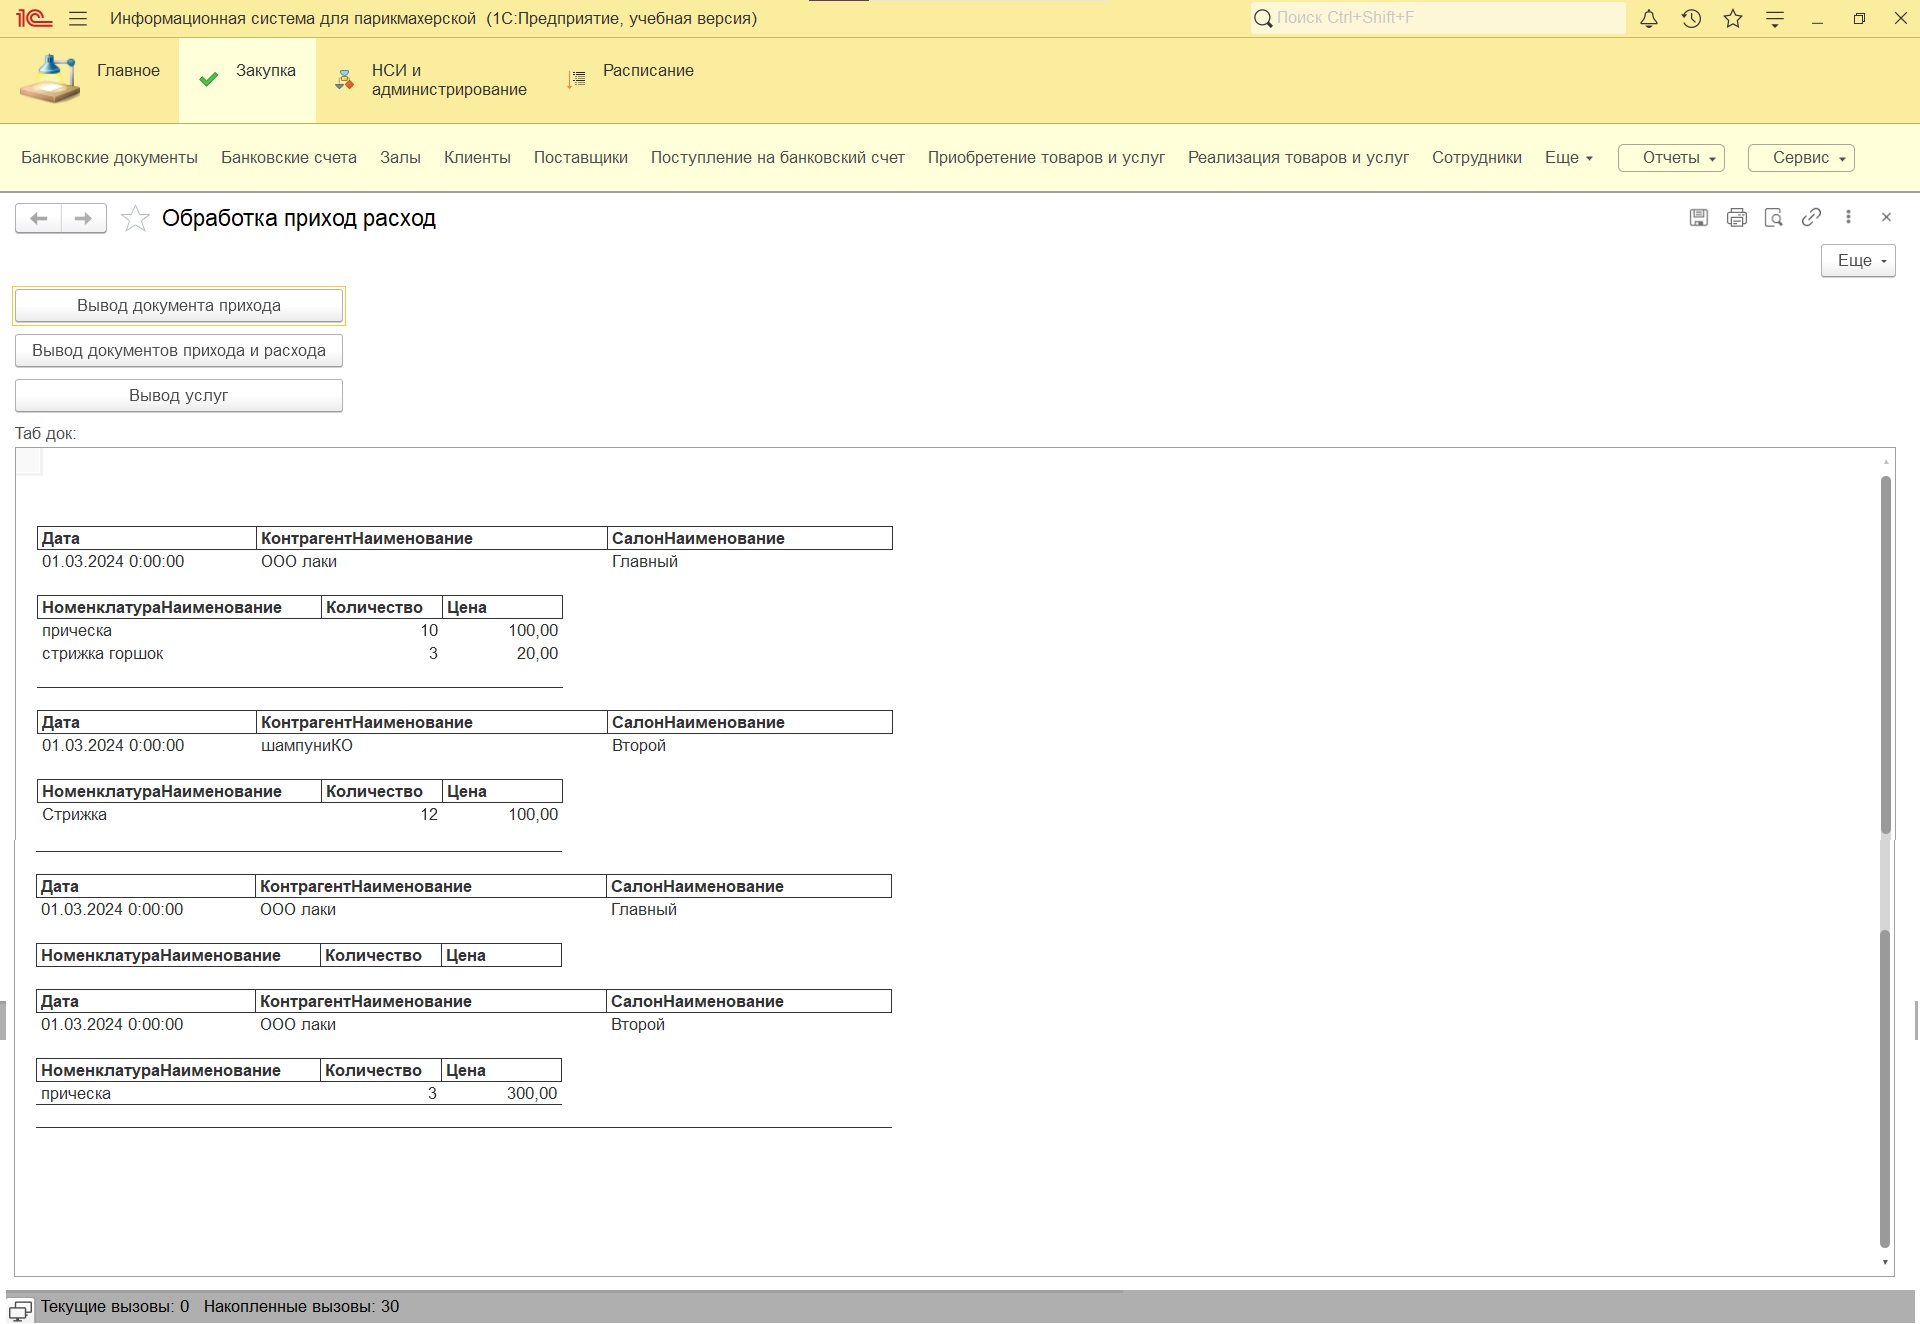 1С Информационная система для парикмахерской (1С:Предприятие, учебная версия) Поиск Ctrl+Shift+F
Главное Закупка НСИ и администрирование Расписание
Банковские документы Банковские счета Залы Клиенты Поставщики Поступление на банковский счет Приобретение товаров и услуг Реализация товаров и услуг Сотрудники Еще Отчеты Сервис
Обработка приход расход
Еще
Вывод документа прихода
Вывод документов прихода и расхода
Вывод услуг
Таб док:
Дата КонтрагентНаименование СалонНаименование
01.03.2024 0:00:00 ООО лаки Главный
НоменклатураНаименование Количество Цена
прическа 10 100,00
стрижка горшок 3 20,00
Дата КонтрагентНаименование СалонНаименование
01.03.2024 0:00:00 шампуниКО Второй
НоменклатураНаименование Количество Цена
Стрижка 12 100,00
Дата КонтрагентНаименование СалонНаименование
01.03.2024 0:00:00 ООО лаки Главный
НоменклатураНаименование Количество Цена
Дата КонтрагентНаименование СалонНаименование
01.03.2024 0:00:00 ООО лаки Второй
НоменклатураНаименование Количество Цена
прическа 3 300,00
Текущие вызовы: 0 Накопленные вызовы: 30